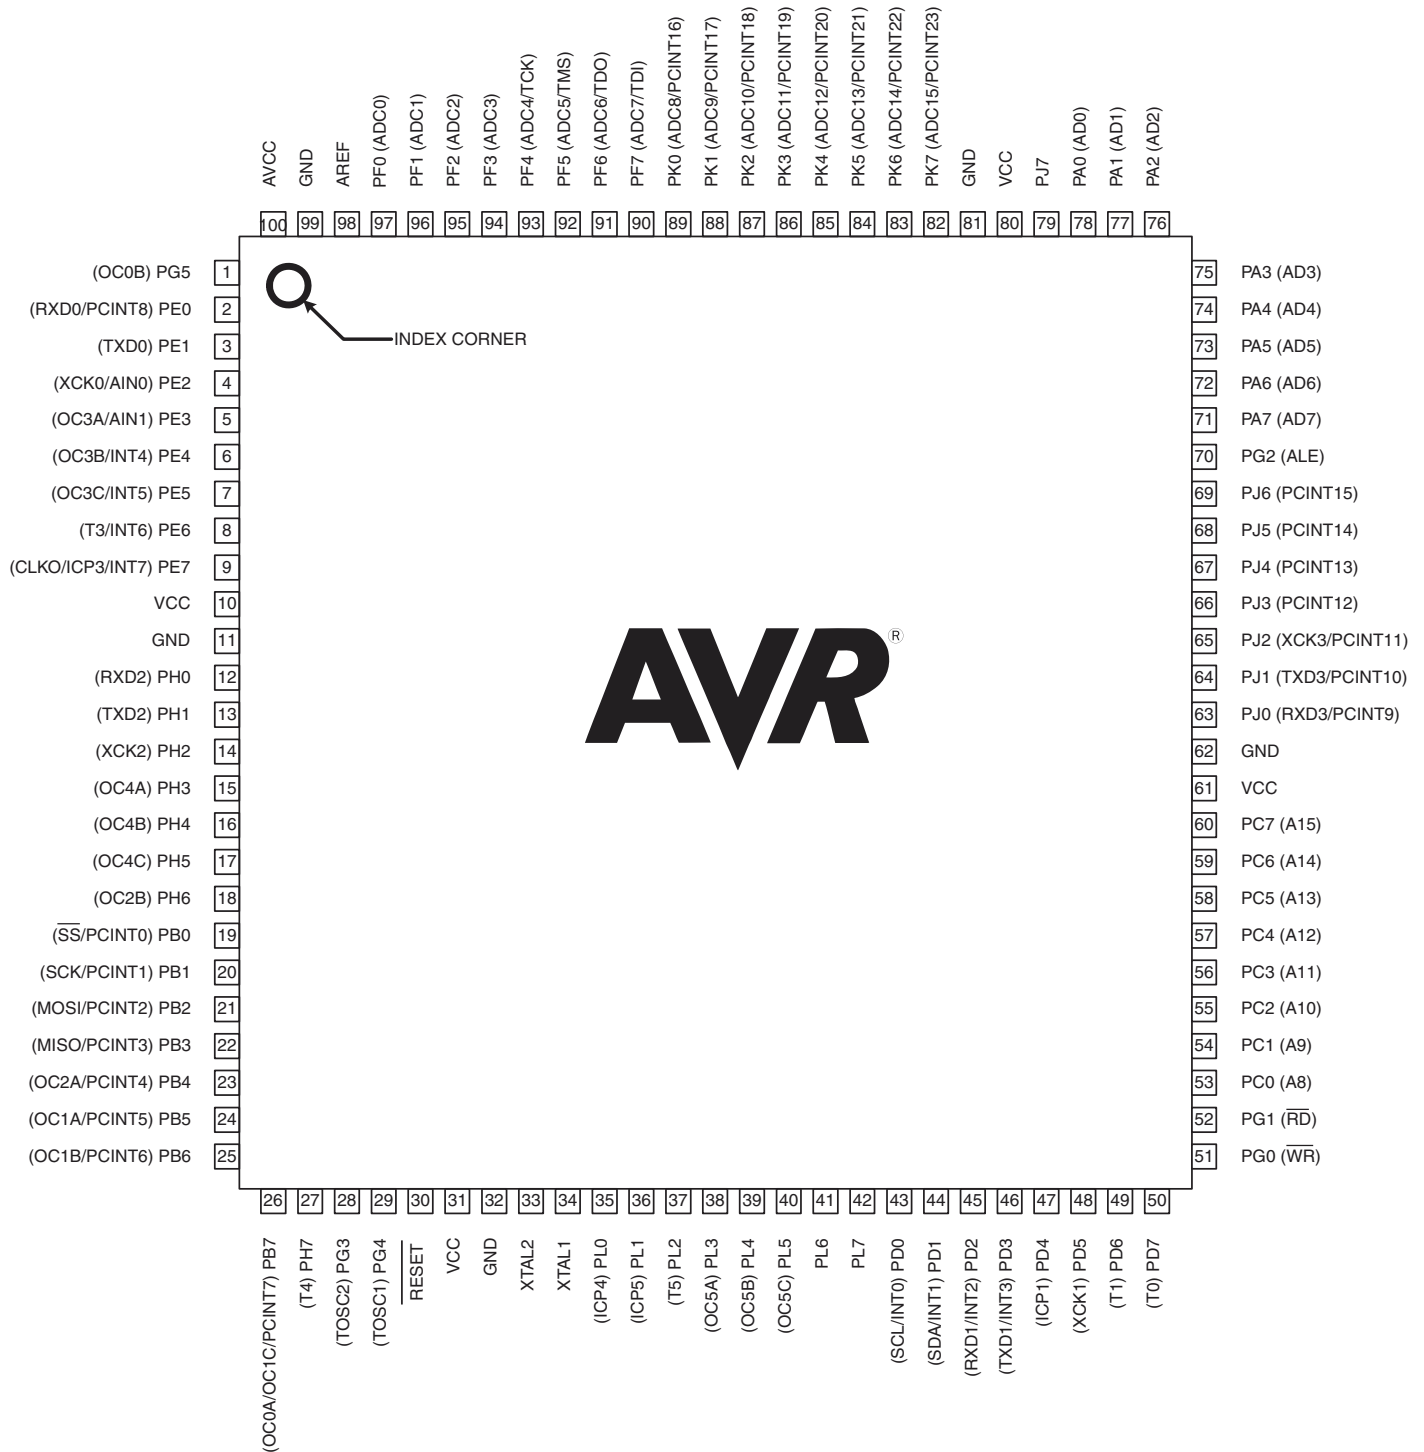 AVCC
GND
AREF
PF0 (ADC0)
PF1 (ADC1)
PF2 (ADC2)
PF3 (ADC3)
PF4 (ADC4/TCK)
PF5 (ADC5/TMS)
PF6 (ADC6/TDO)
PF7 (ADC7/TDI)
PK0 (ADC8/PCINT16)
PK1 (ADC9/PCINT17)
PK2 (ADC10/PCINT18)
PK3 (ADC11/PCINT19)
PK4 (ADC12/PCINT20)
PK5 (ADC13/PCINT21)
PK6 (ADC14/PCINT22)
PK7 (ADC15/PCINT23)
GND
VCC
PJ7
PA0 (AD0)
PA1 (AD1)
PA2 (AD2)
100 99 98 97 96 95 94 93 92 91 90 89 88 87 86 85 84 83 82 81 80 79 78 77 76
(OC0B) PG5 1
(RXD0/PCINT8) PE0 2
(TXD0) PE1 3
(XCK0/AIN0) PE2 4
(OC3A/AIN1) PE3 5
(OC3B/INT4) PE4 6
(OC3C/INT5) PE5 7
(T3/INT6) PE6 8
(CLKO/ICP3/INT7) PE7 9
VCC 10
GND 11
(RXD2) PH0 12
(TXD2) PH1 13
(XCK2) PH2 14
(OC4A) PH3 15
(OC4B) PH4 16
(OC4C) PH5 17
(OC2B) PH6 18
(SS/PCINT0) PB0 19
(SCK/PCINT1) PB1 20
(MOSI/PCINT2) PB2 21
(MISO/PCINT3) PB3 22
(OC2A/PCINT4) PB4 23
(OC1A/PCINT5) PB5 24
(OC1B/PCINT6) PB6 25
INDEX CORNER
AVR®
75 PA3 (AD3)
74 PA4 (AD4)
73 PA5 (AD5)
72 PA6 (AD6)
71 PA7 (AD7)
70 PG2 (ALE)
69 PJ6 (PCINT15)
68 PJ5 (PCINT14)
67 PJ4 (PCINT13)
66 PJ3 (PCINT12)
65 PJ2 (XCK3/PCINT11)
64 PJ1 (TXD3/PCINT10)
63 PJ0 (RXD3/PCINT9)
62 GND
61 VCC
60 PC7 (A15)
59 PC6 (A14)
58 PC5 (A13)
57 PC4 (A12)
56 PC3 (A11)
55 PC2 (A10)
54 PC1 (A9)
53 PC0 (A8)
52 PG1 (RD)
51 PG0 (WR)
26 27 28 29 30 31 32 33 34 35 36 37 38 39 40 41 42 43 44 45 46 47 48 49 50
(OC0A/OC1C/PCINT7) PB7
(T4) PH7
(TOSC2) PG3
(TOSC1) PG4
RESET
VCC
GND
XTAL2
XTAL1
(ICP4) PL0
(ICP5) PL1
(T5) PL2
(OC5A) PL3
(OC5B) PL4
(OC5C) PL5
PL6
PL7
(SCL/INT0) PD0
(SDA/INT1) PD1
(RXD1/INT2) PD2
(TXD1/INT3) PD3
(ICP1) PD4
(XCK1) PD5
(T1) PD6
(T0) PD7